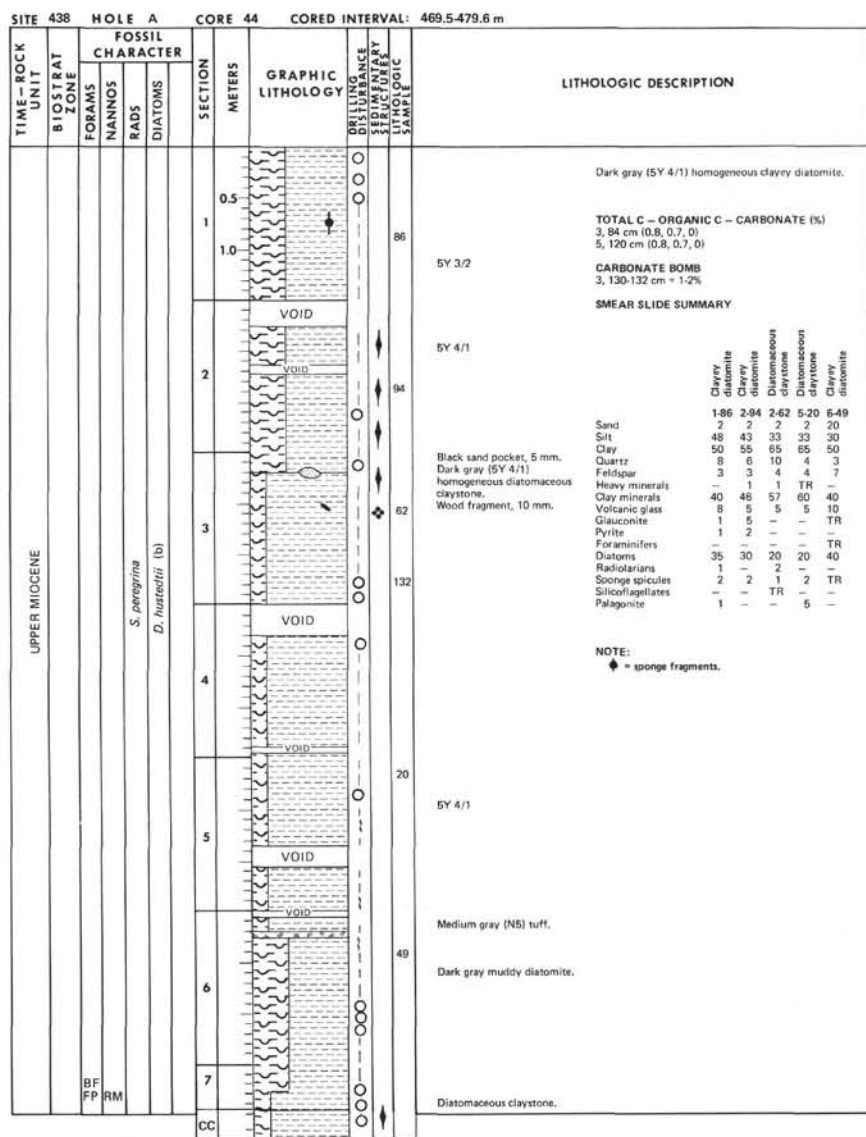 SITE 438 HOLE A CORE 44 CORED INTERVAL: 469.5-479.6 m
TIME-ROCK UNIT
BIOSTRAT ZONE
FOSSIL CHARACTER
FORAMS
NANNOS
RADS
DIATOMS
SECTION
METERS
GRAPHIC LITHOLOGY
DRILLING DISTURBANCE
SEDIMENTARY STRUCTURES
LITHOLOGIC SAMPLE
LITHOLOGIC DESCRIPTION
UPPER MIOCENE
S. peregrina
D. hustedtii (b)
BF
FP RM
1
0.5
1.0
86
VOID
VOID
2
94
3
62
132
VOID
4
VOID
20
5
VOID
VOID
49
6
7
CC
5Y 3/2
5Y 4/1
Black sand pocket, 5 mm.
Dark gray (5Y 4/1)
homogeneous diatomaceous
claystone.
Wood fragment, 10 mm.
5Y 4/1
Medium gray (N5) tuff.
Dark gray muddy diatomite.
Diatomaceous claystone.
Dark gray (5Y 4/1) homogeneous clayey diatomite.
TOTAL C – ORGANIC C – CARBONATE (%)
3, 84 cm (0.8, 0.7, 0)
5, 120 cm (0.8, 0.7, 0)
CARBONATE BOMB
3, 130-132 cm = 1-2%
SMEAR SLIDE SUMMARY
Clayey diatomite
Clayey diatomite
Diatomaceous claystone
Diatomaceous claystone
Clayey diatomite
1-86 2-94 2-62 5-20 6-49
Sand 2 2 2 2 20
Silt 48 43 33 33 30
Clay 50 55 65 65 50
Quartz 8 6 10 4 3
Feldspar 3 3 4 4 7
Heavy minerals – 1 1 TR –
Clay minerals 40 46 57 60 40
Volcanic glass 8 5 5 5 10
Glauconite 1 5 – – TR
Pyrite 1 2 – – –
Foraminifers – – – – TR
Diatoms 35 30 20 20 40
Radiolarians 1 – 2 – –
Sponge spicules 2 2 1 2 TR
Silicoflagellates – – TR – –
Palagonite 1 – – 5 –
NOTE:
= sponge fragments.